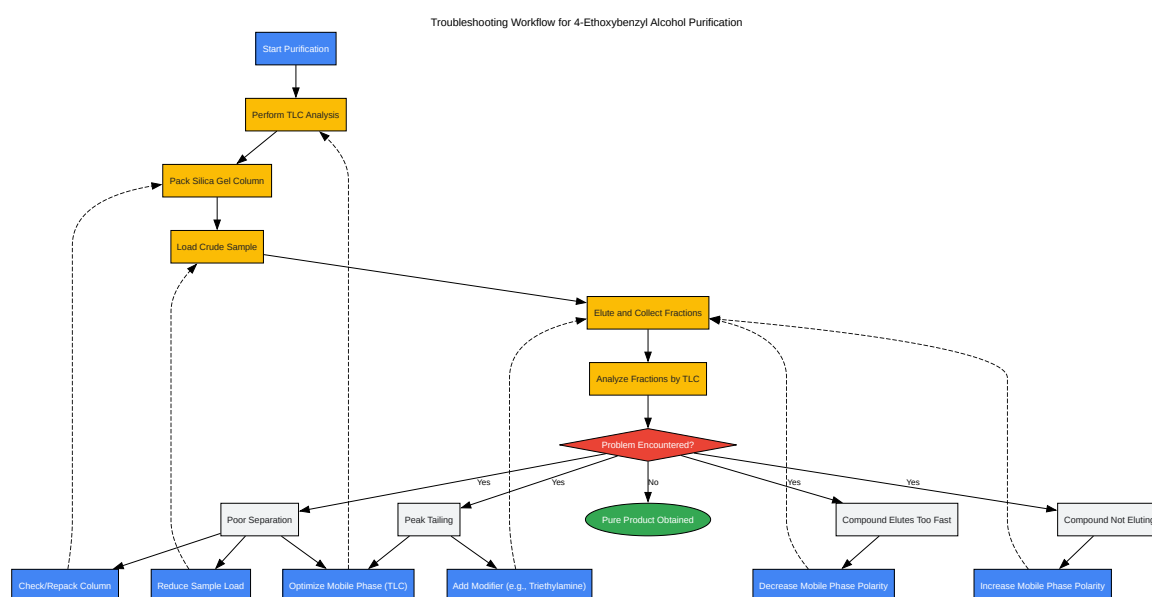 Troubleshooting Workflow for 4-Ethoxybenzyl Alcohol Purification
Start Purification
Perform TLC Analysis
Pack Silica Gel Column
Load Crude Sample
Elute and Collect Fractions
Analyze Fractions by TLC
Problem Encountered?
Yes
Yes
No
Yes
Yes
Poor Separation
Peak Tailing
Pure Product Obtained
Compound Elutes Too Fast
Compound Not Eluting
Check/Repack Column
Reduce Sample Load
Optimize Mobile Phase (TLC)
Add Modifier (e.g., Triethylamine)
Decrease Mobile Phase Polarity
Increase Mobile Phase Polarity